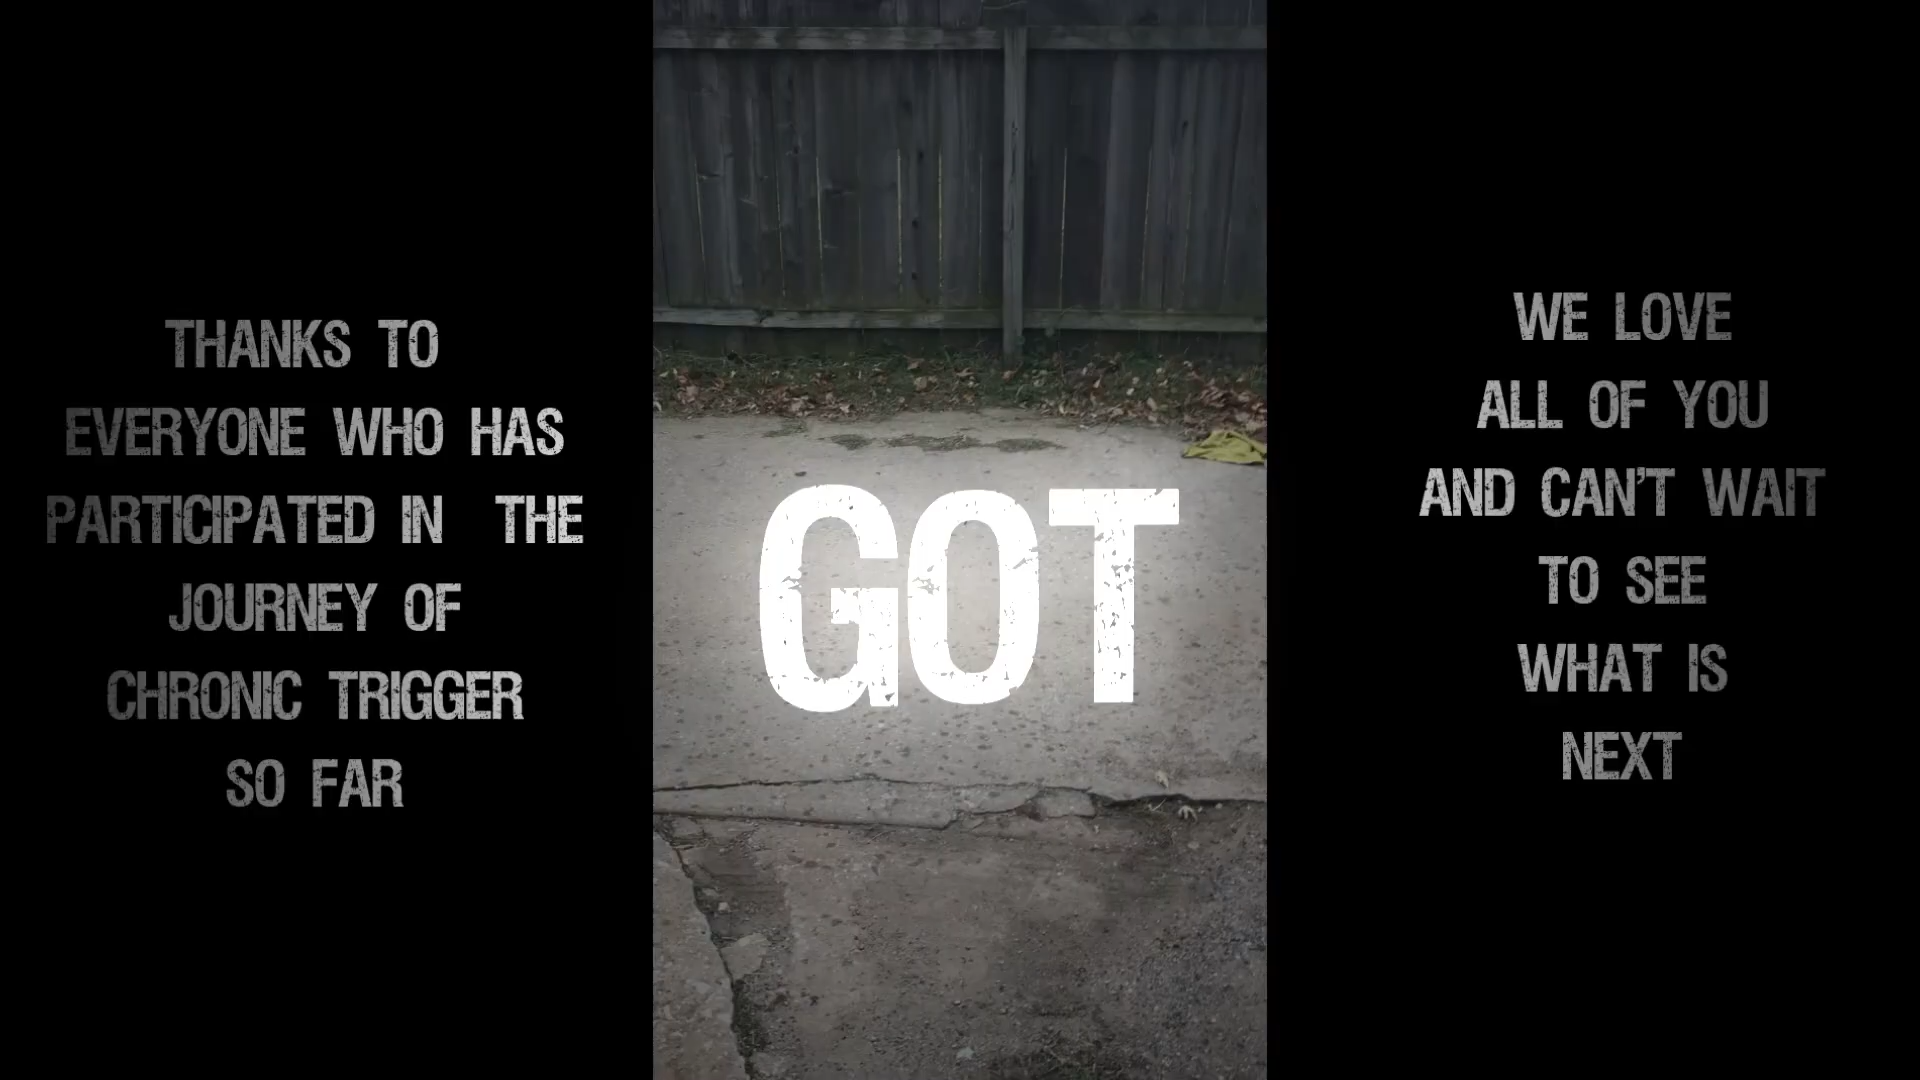 THANKS TO
EVERYONE WHO HAS
PARTICIPATED IN THE
JOURNEY OF
CHRONIC TRIGGER
SO FAR
GOT
WE LOVE
ALL OF YOU
AND CAN'T WAIT
TO SEE
WHAT IS
NEXT